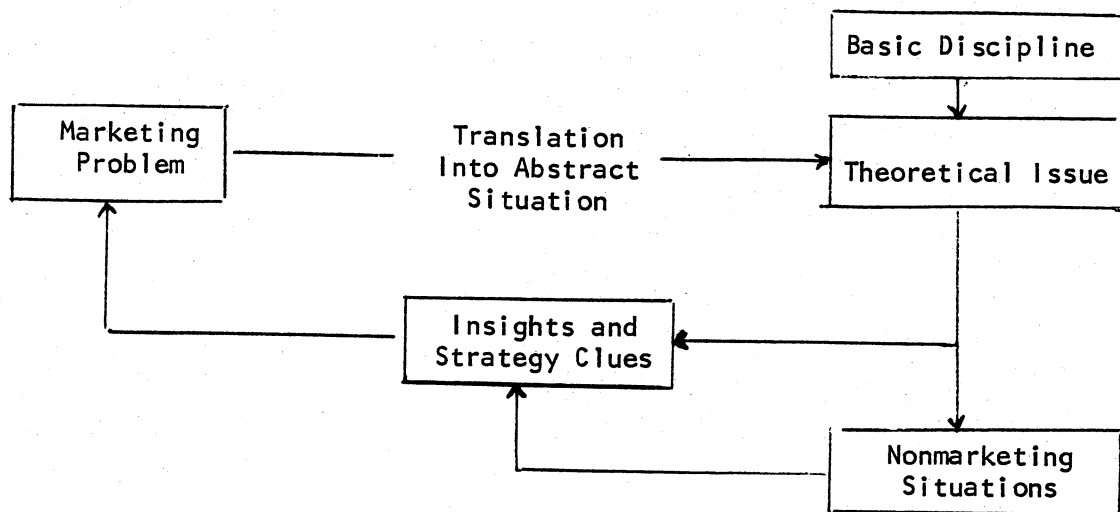 Basic Discipline
Marketing
Problem
Translation
Into Abstract
Situation
Theoretical Issue
Insights and
Strategy Clues
Nonmarketing
Situations